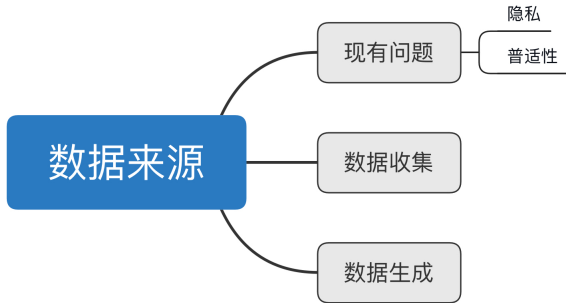 数据来源
现有问题
隐私
普适性
数据收集
数据生成